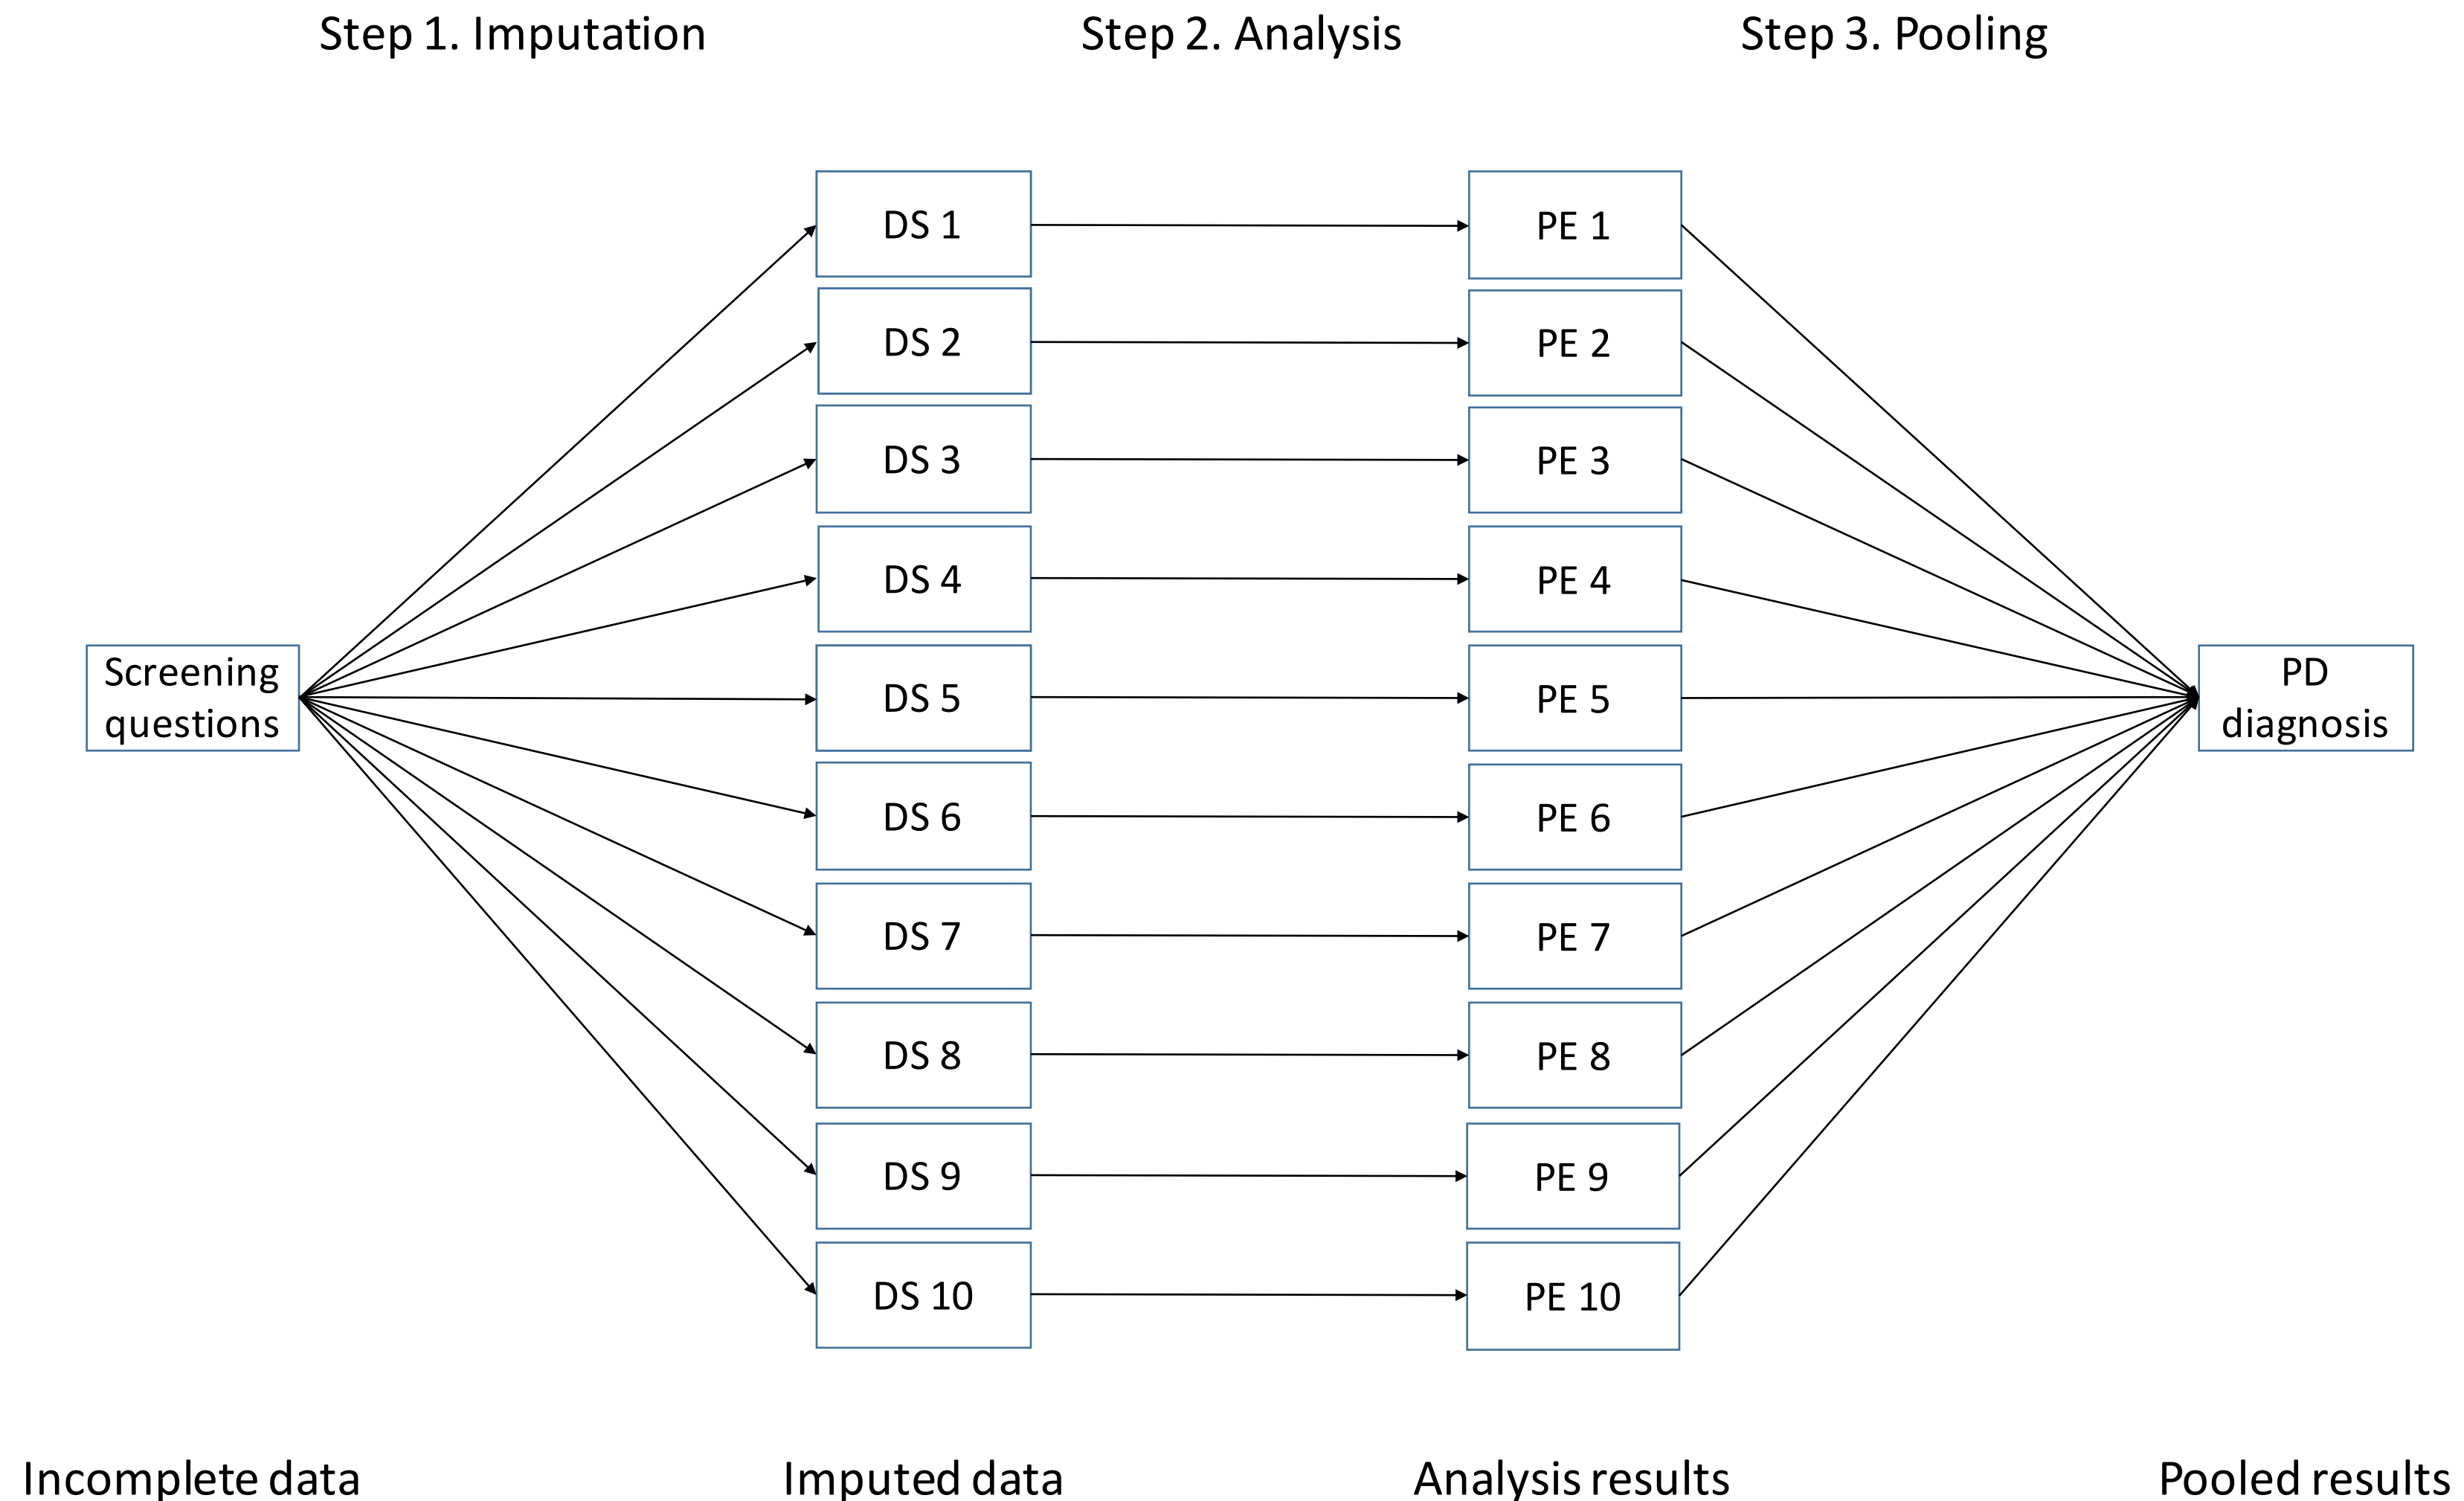 Step 1. Imputation
Step 2. Analysis
Step 3. Pooling
DS 1
PE 1
DS 2
PE 2
DS 3
PE 3
DS 4
PE 4
Screening
questions
DS 5
PE 5
PD
diagnosis
DS 6
PE 6
DS 7
PE 7
DS 8
PE 8
DS 9
PE 9
DS 10
PE 10
Incomplete data
Imputed data
Analysis results
Pooled results